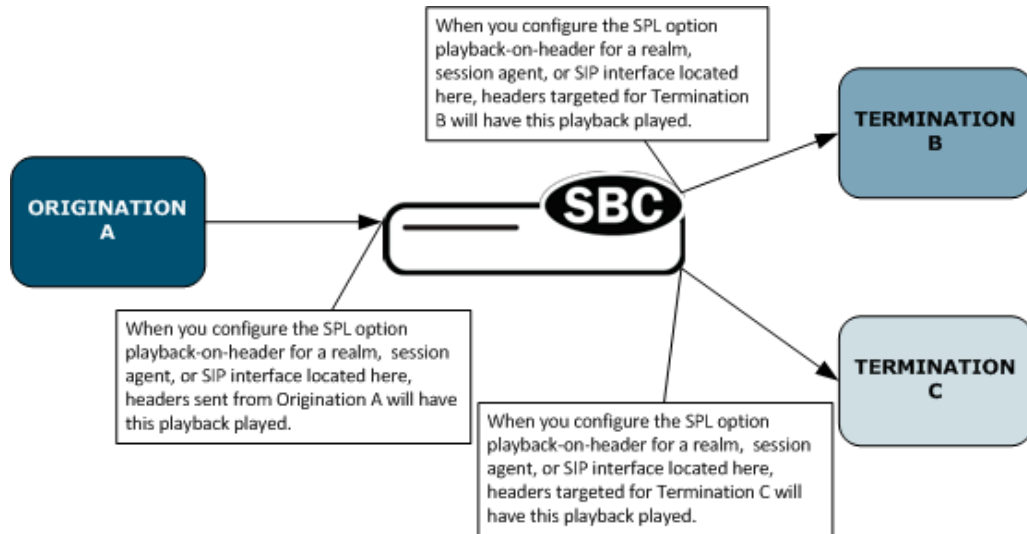 When you configure the SPL option
playback-on-header for a realm,
session agent, or SIP interface located
here, headers targeted for Termination
B will have this playback played.
TERMINATION
B
ORIGINATION
A
SBC
When you configure the SPL option
playback-on-header for a realm, session
agent, or SIP interface located here,
headers sent from Origination A will have
this playback played.
TERMINATION
C
When you configure the SPL option
playback-on-header for a realm, session
agent, or SIP interface located here,
headers targeted for Termination C will
have this playback played.